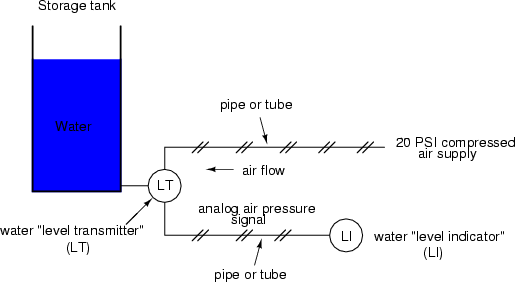 Storage tank
Water
pipe or tube
20 PSI compressed
air supply
air flow
LT
analog air pressure
signal
water "level transmitter"
(LT)
LI
water "level indicator"
(LI)
pipe or tube